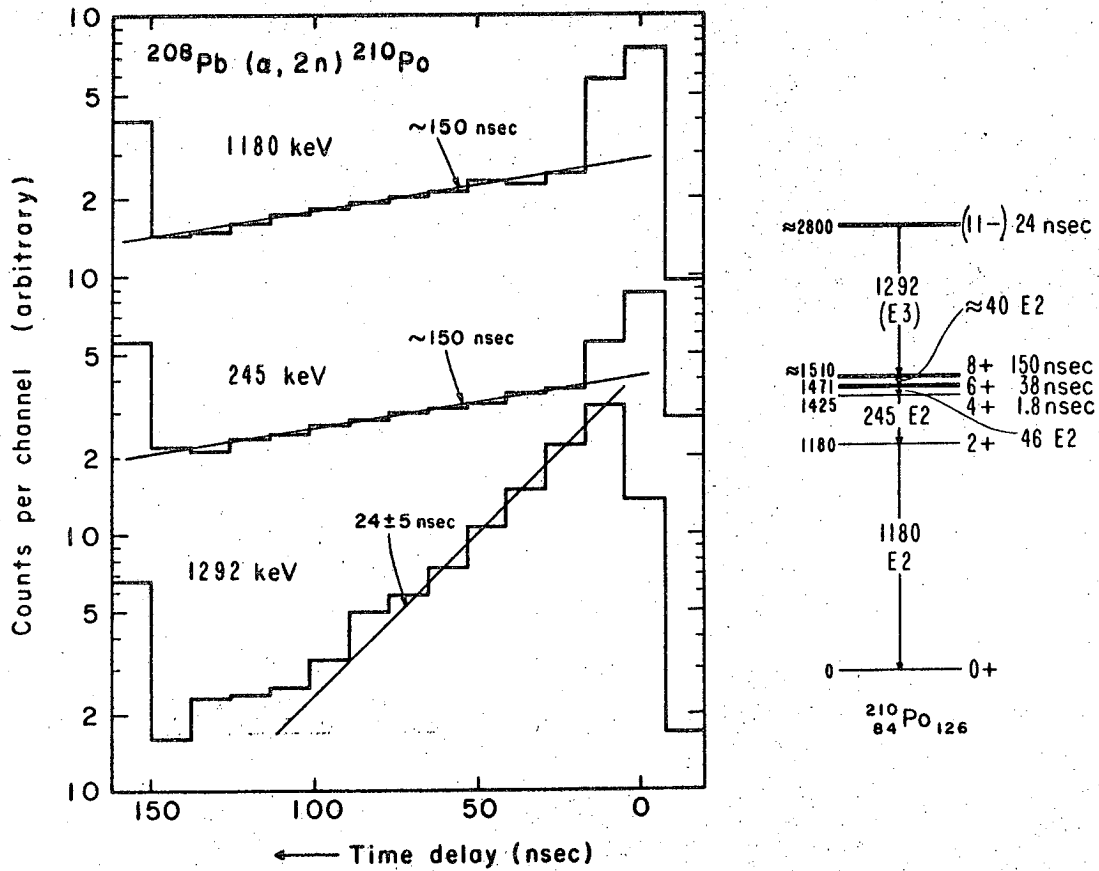 10
5
2
10
5
2
10
5
2
10
²⁰⁸Pb (α, 2n) ²¹⁰Po
~150 nsec
1180 keV
~150 nsec
245 keV
24±5 nsec
1292 keV
150
100
50
0
← Time delay (nsec)
Counts per channel (arbitrary)
≈2800 (11-) 24 nsec
1292
(E3)
≈40 E2
≈1510 8+ 150 nsec
1471 6+ 38 nsec
1425 4+ 1.8 nsec
245 E2
46 E2
1180 2+
1180
E2
0 0+
²¹⁰₈₄Po₁₂₆